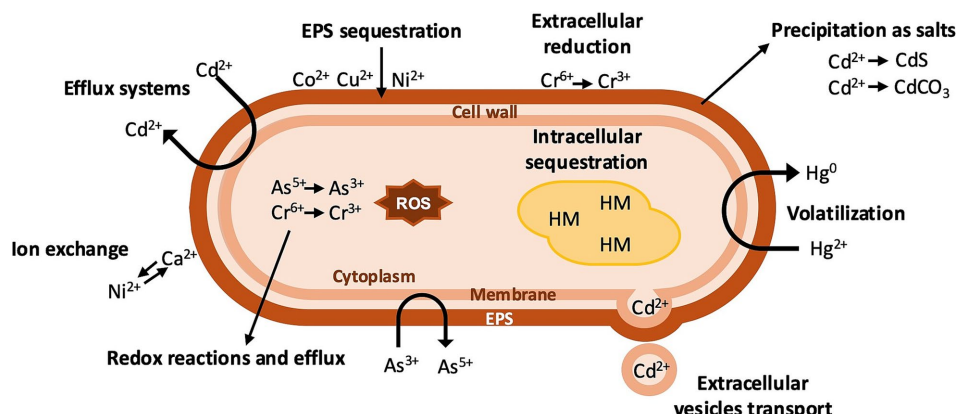 EPS sequestration
Extracellular
reduction
Precipitation as salts
Cd²⁺ → CdS
Cd²⁺ → CdCO₃
Efflux systems
Cd²⁺
Cd²⁺
Co²⁺ Cu²⁺ Ni²⁺
Cr⁶⁺ → Cr³⁺
Cell wall
Intracellular
sequestration
As⁵⁺ → As³⁺
Cr⁶⁺ → Cr³⁺
ROS
HM
HM
HM
Hg⁰
Volatilization
Hg²⁺
Ion exchange
Ca²⁺
Ni²⁺
Cytoplasm
Membrane
EPS
Cd²⁺
Redox reactions and efflux
As³⁺
As⁵⁺
Cd²⁺
Extracellular
vesicles transport